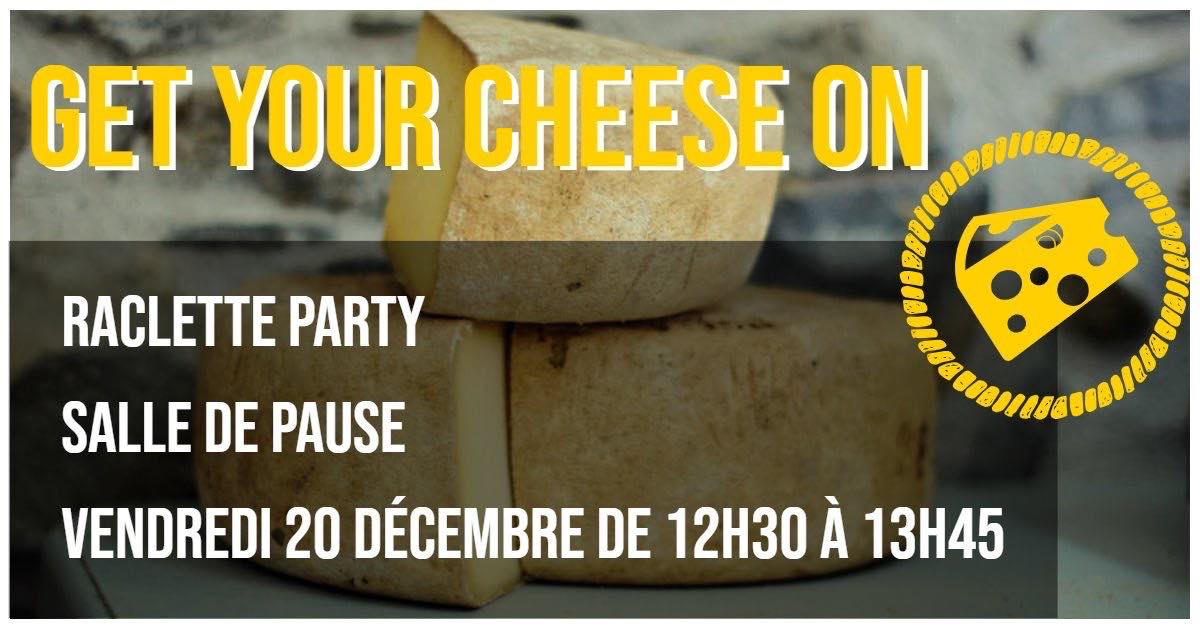 GET YOUR CHEESE ON
RACLETTE PARTY
SALLE DE PAUSE
VENDREDI 20 DÉCEMBRE DE 12H30 À 13H45